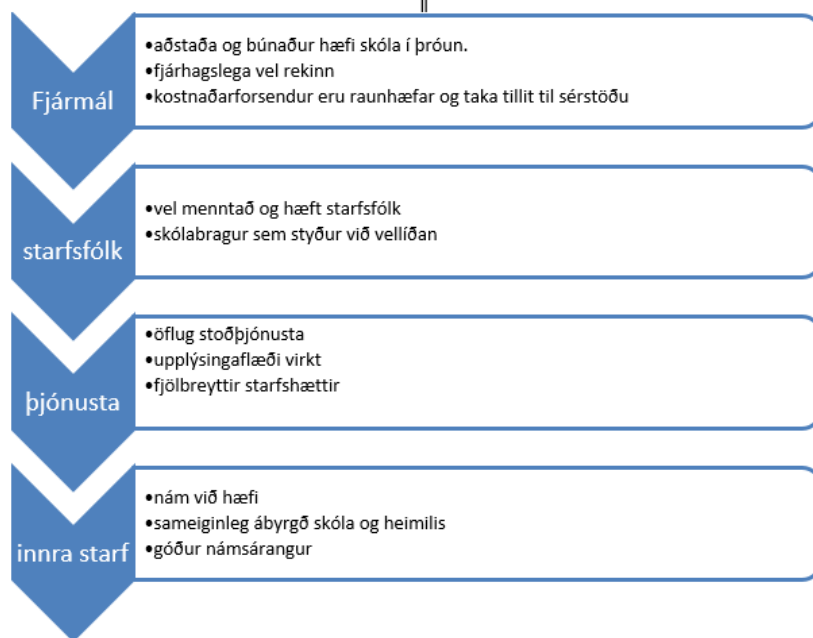 Fjármál
•aðstaða og búnaður hæfi skóla í þróun.
•fjárhagslega vel rekinn
•kostnaðarforsendur eru raunhæfar og taka tillit til sérstöðu
starfsfólk
•vel menntað og hæft starfsfólk
•skólabragur sem styður við vellíðan
þjónusta
•öflug stoðþjónusta
•upplýsingaflæði virkt
•fjölbreyttir starfshættir
innra starf
•nám við hæfi
•sameiginleg ábyrgð skóla og heimilis
•góður námsárangur